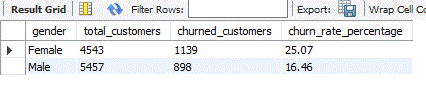 Result Grid Filter Rows: Export: Wrap Cell Co
gender total_customers churned_customers churn_rate_percentage
Female 4543 1139 25.07
Male 5457 898 16.46